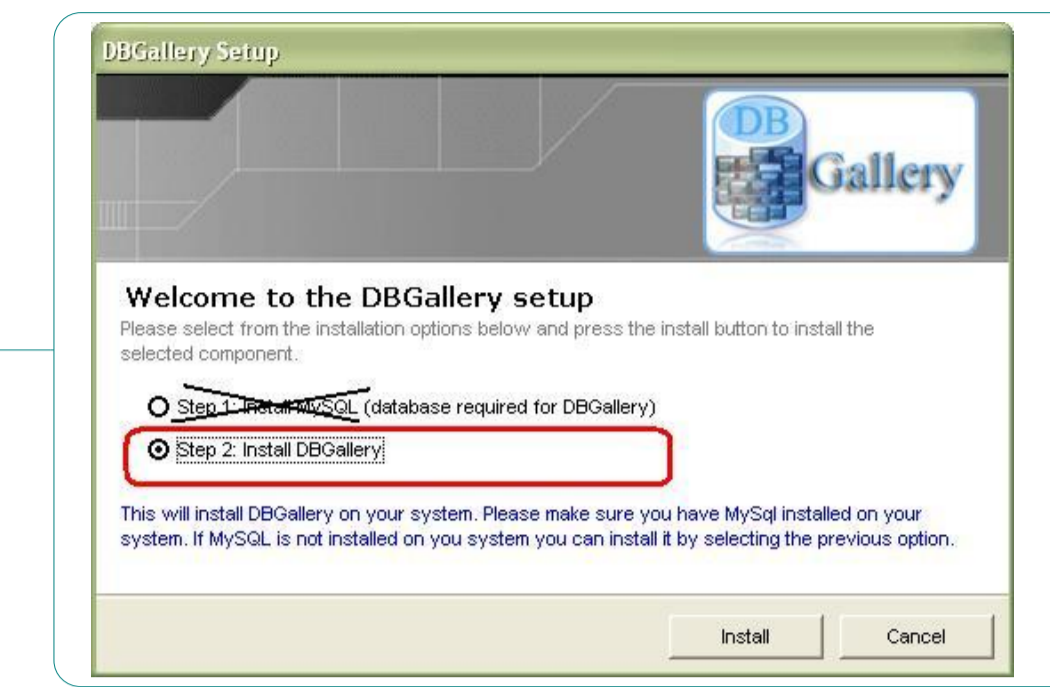 DBGallery Setup
DB
Gallery
Welcome to the DBGallery setup
Please select from the installation options below and press the install button to install the
selected component.
Step 1: Install MySQL (database required for DBGallery)
Step 2: Install DBGallery
This will install DBGallery on your system. Please make sure you have MySql installed on your
system. If MySQL is not installed on you system you can install it by selecting the previous option.
Install
Cancel